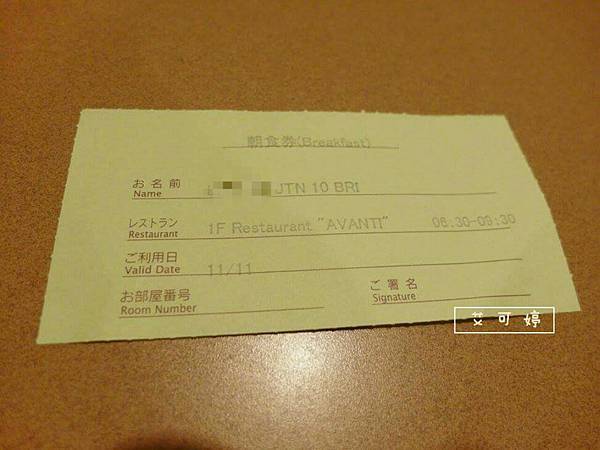 朝食券(Breakfast)
お名前
Name
JTN 10 BRI
レストラン
Restaurant
1F Restaurant "AVANTI" 06:30-09:30
ご利用日
Valid Date
11/11
お部屋番号
Room Number
ご署名
Signature
艾可婷